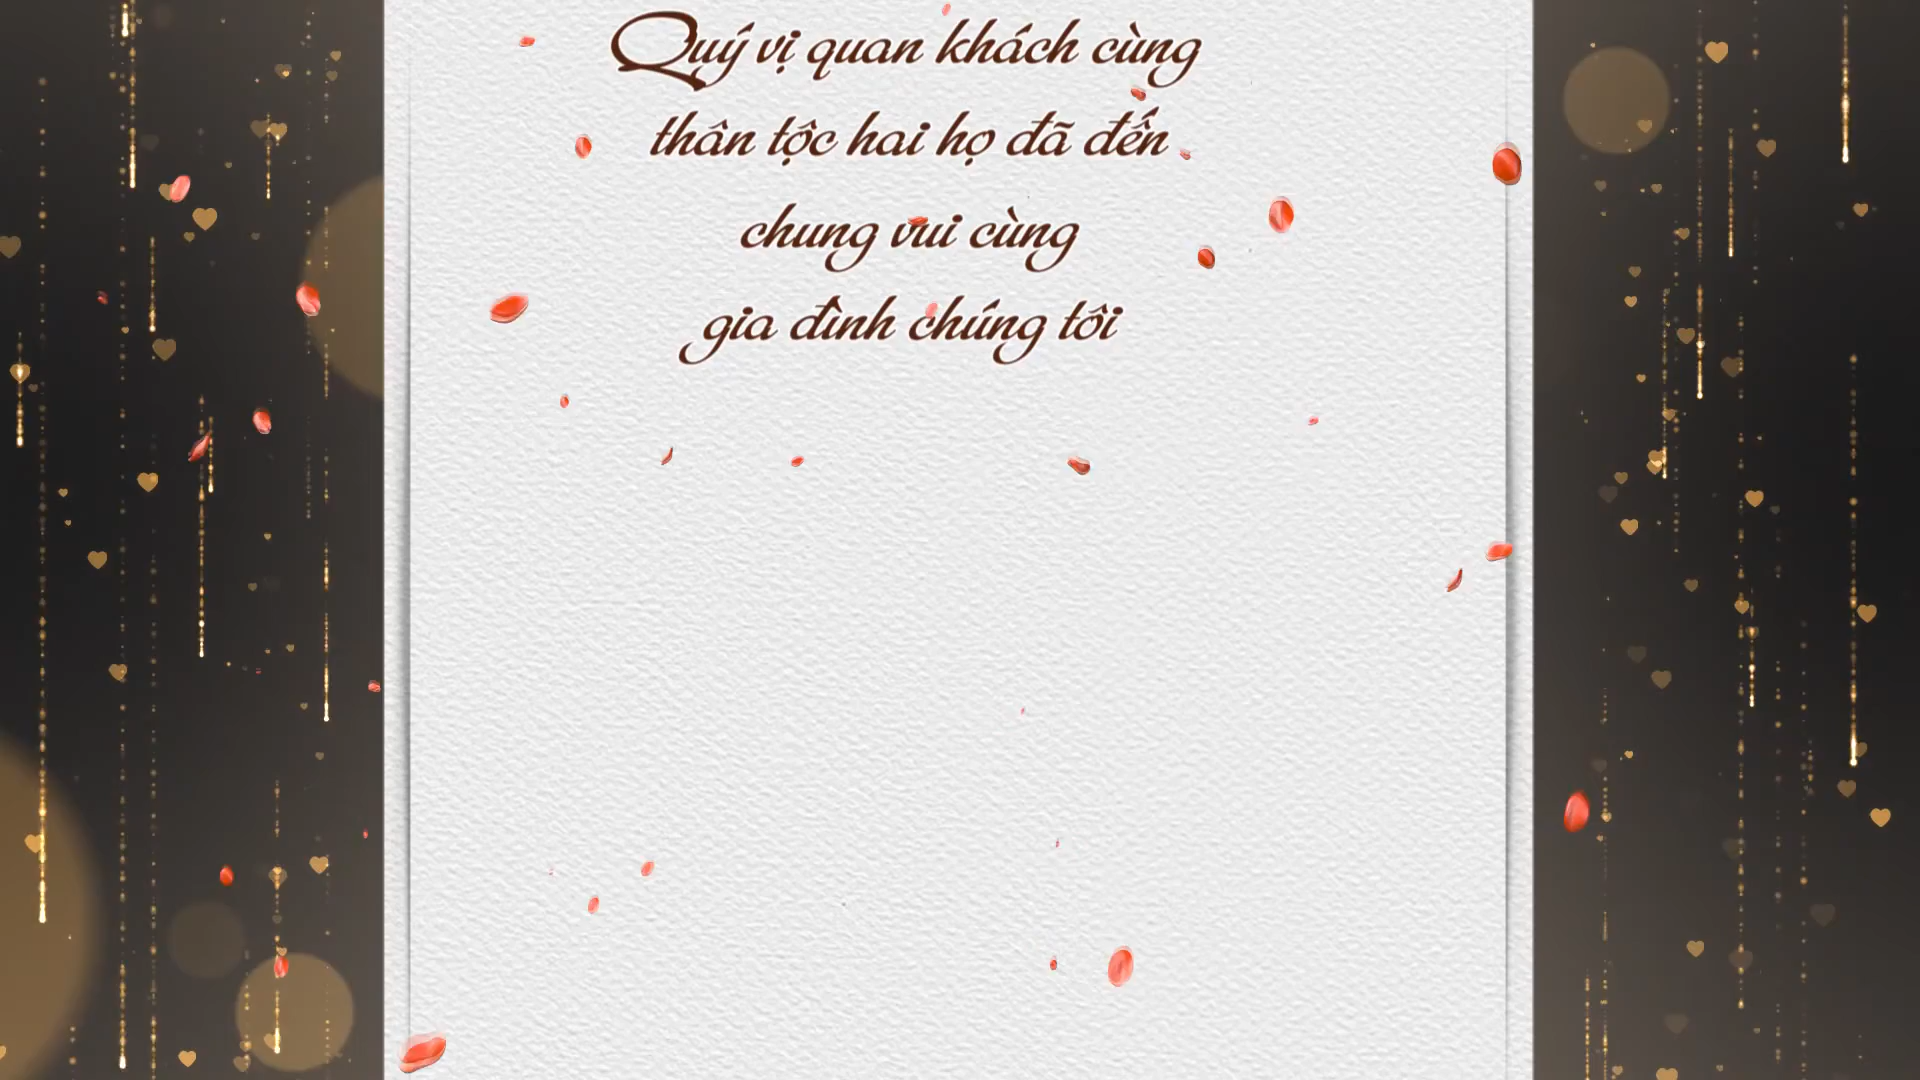 Quý vị quan khách cùng
thân tộc hai họ đã đến
chung vui cùng
gia đình chúng tôi